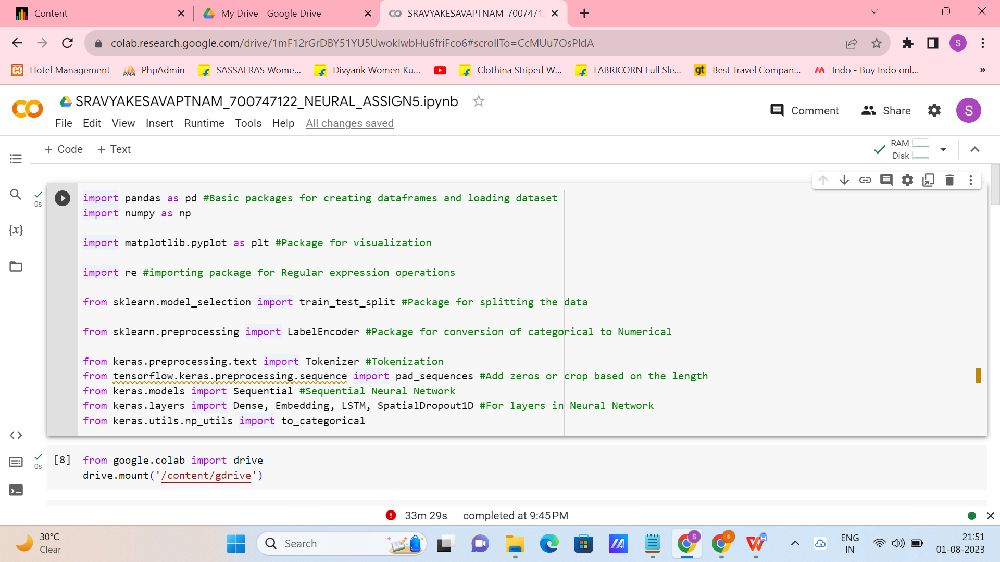 Content
My Drive - Google Drive
SRAVYAKESAVAPTNAM_7007471
colab.research.google.com/drive/1mF12rGrDBY51YU5UwoklwbHu6friFco6#scrollTo=CcMUu7OsPldA
S
Hotel Management
PhpAdmin
SASSAFRAS Wome...
Divyank Women Ku...
Clothina Striped W...
FABRICORN Full Sle...
gt Best Travel Compan...
Indo - Buy Indo onl...
»
SRAVYAKESAVAPTNAM_700747122_NEURAL_ASSIGN5.ipynb
Comment
Share
S
File Edit View Insert Runtime Tools Help All changes saved
+ Code + Text
RAM
Disk
{x}
0s
import pandas as pd #Basic packages for creating dataframes and loading dataset
import numpy as np
import matplotlib.pyplot as plt #Package for visualization
import re #importing package for Regular expression operations
from sklearn.model_selection import train_test_split #Package for splitting the data
from sklearn.preprocessing import LabelEncoder #Package for conversion of categorical to Numerical
from keras.preprocessing.text import Tokenizer #Tokenization
from tensorflow.keras.preprocessing.sequence import pad_sequences #Add zeros or crop based on the length
from keras.models import Sequential #Sequential Neural Network
from keras.layers import Dense, Embedding, LSTM, SpatialDropout1D #For layers in Neural Network
from keras.utils.np_utils import to_categorical
0s
[8] from google.colab import drive
drive.mount('/content/gdrive')
33m 29s completed at 9:45 PM
30°C
Clear
Search
S
S
W
ENG
IN
21:51
01-08-2023